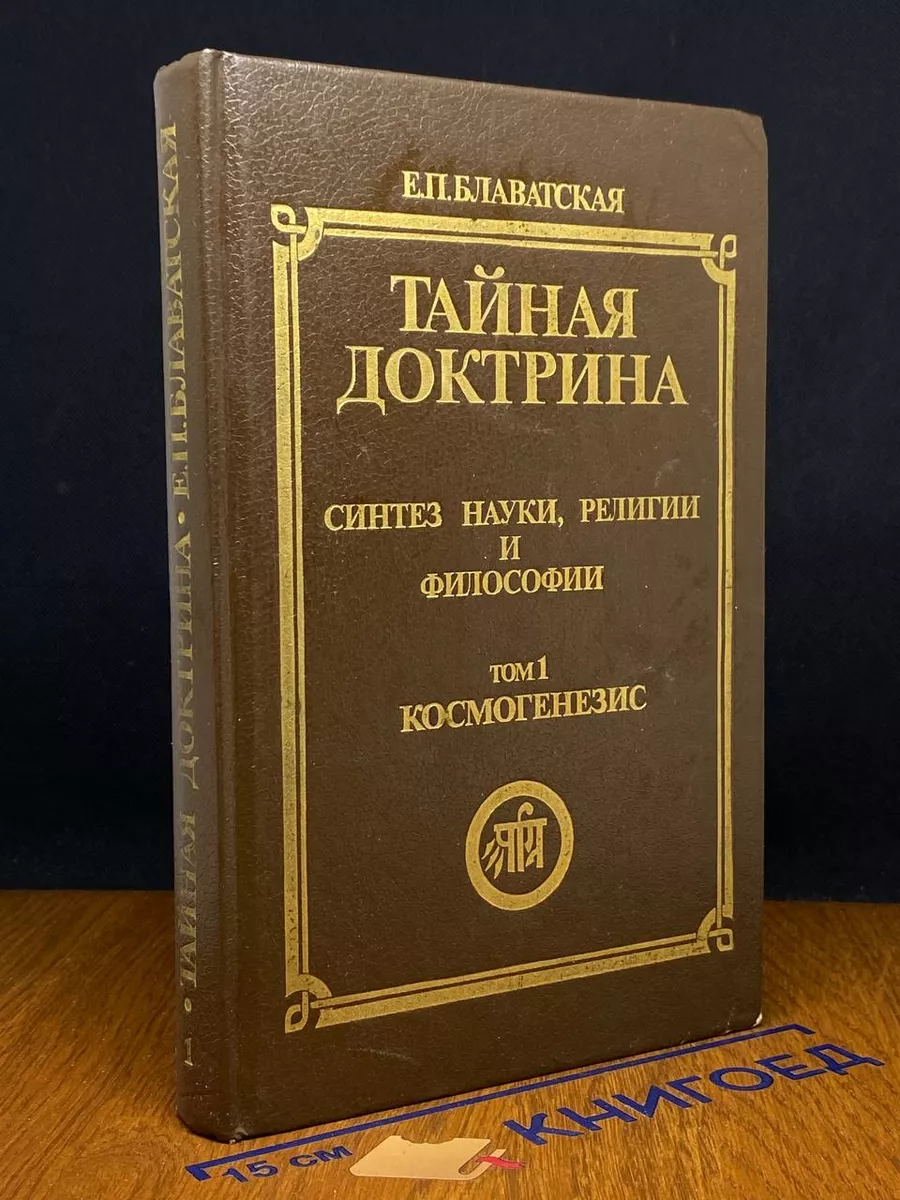 Е.П.БЛАВАТСКАЯ
ТАЙНАЯ
ДОКТРИНА
СИНТЕЗ НАУКИ, РЕЛИГИИ
И
ФИЛОСОФИИ
ТОМ 1
КОСМОГЕНЕЗИС
1 • ТАЙНАЯ ДОКТРИНА • Е.П.БЛАВАТСКАЯ
15 см
КНИГОЕД